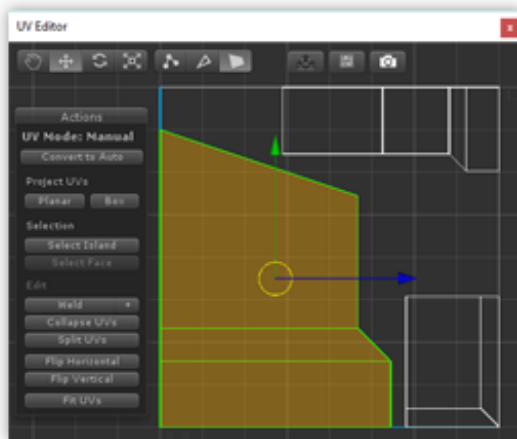 UV Editor
x
Actions
UV Mode: Manual
Convert to Auto
Project UVs
Planar Box
Selection
Select Island
Select Face
Edit
Weld
Collapse UVs
Split UVs
Flip Horizontal
Flip Vertical
Fit UVs